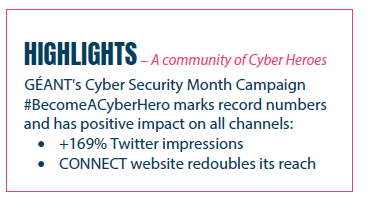 HIGHLIGHTS – A community of Cyber Heroes
GÉANT's Cyber Security Month Campaign
#BecomeACyberHero marks record numbers
and has positive impact on all channels:
• +169% Twitter impressions
• CONNECT website redoubles its reach